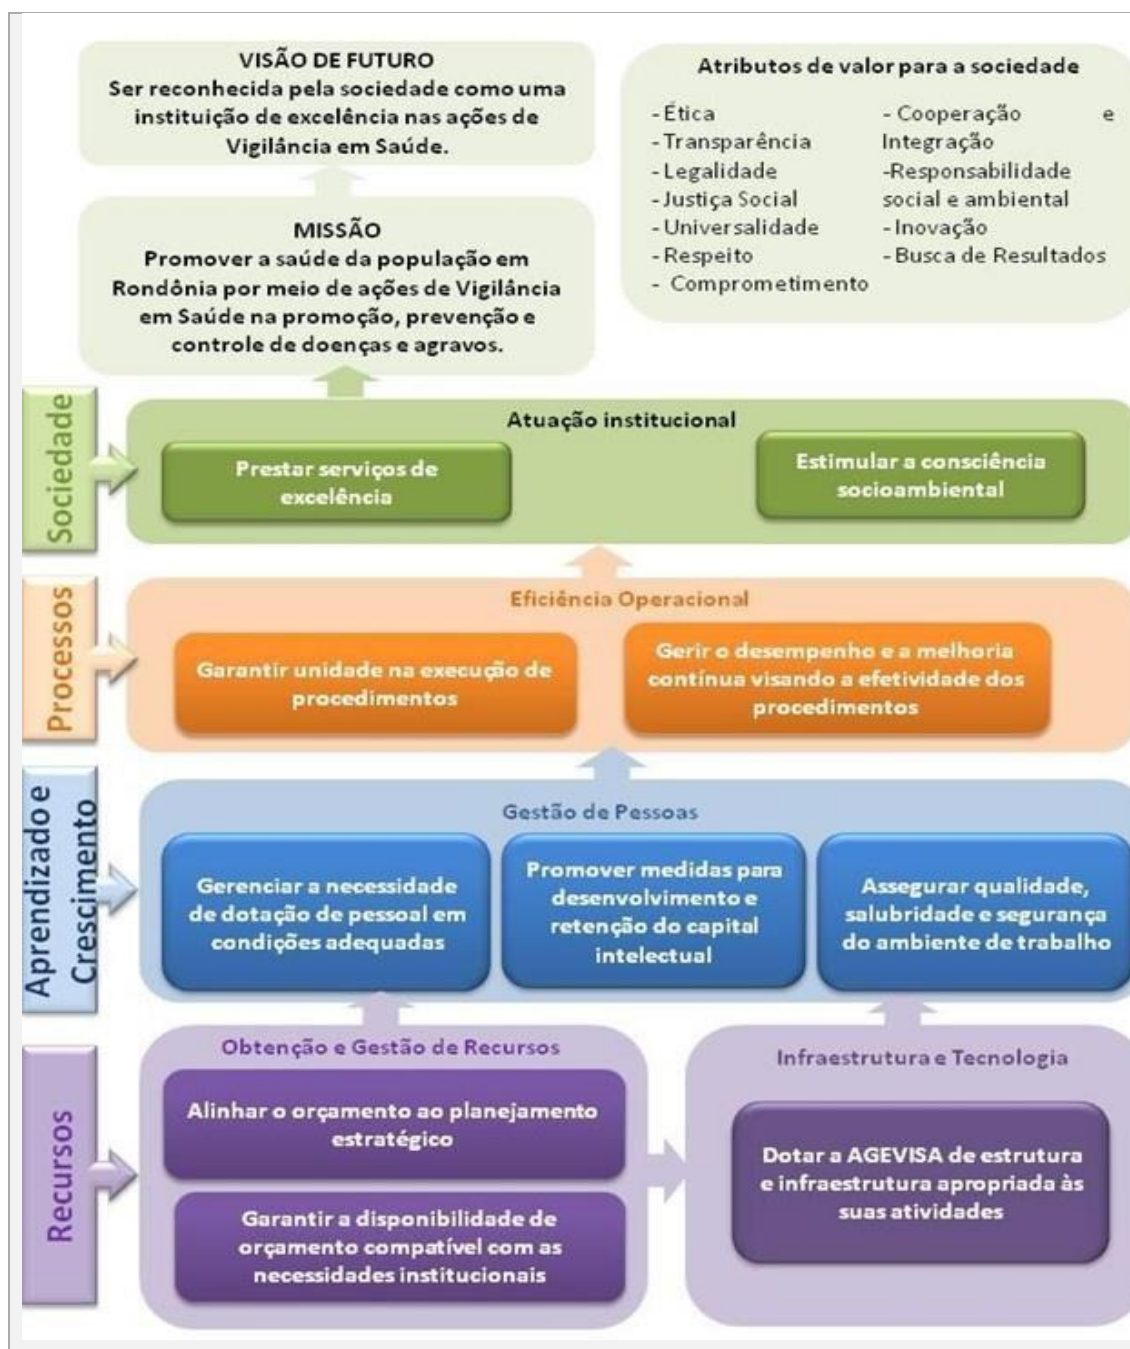 VISÃO DE FUTURO
Ser reconhecida pela sociedade como uma
instituição de excelência nas ações de
Vigilância em Saúde.
Atributos de valor para a sociedade
- Ética
- Transparência
- Legalidade
- Justiça Social
- Universalidade
- Respeito
- Comprometimento
- Cooperação e
Integração
-Responsabilidade
social e ambiental
- Inovação
- Busca de Resultados
MISSÃO
Promover a saúde da população em
Rondônia por meio de ações de Vigilância
em Saúde na promoção, prevenção e
controle de doenças e agravos.
Sociedade
Atuação institucional
Prestar serviços de
excelência
Estimular a consciência
socioambiental
Processos
Eficiência Operacional
Garantir unidade na execução de
procedimentos
Gerir o desempenho e a melhoria
contínua visando a efetividade dos
procedimentos
Aprendizado e
Crescimento
Gestão de Pessoas
Gerenciar a necessidade
de dotação de pessoal em
condições adequadas
Promover medidas para
desenvolvimento e
retenção do capital
intelectual
Assegurar qualidade,
salubridade e segurança
do ambiente de trabalho
Recursos
Obtenção e Gestão de Recursos
Alinhar o orçamento ao planejamento
estratégico
Garantir a disponibilidade de
orçamento compatível com as
necessidades institucionais
Infraestrutura e Tecnologia
Dotar a AGEVISA de estrutura
e infraestrutura apropriada às
suas atividades